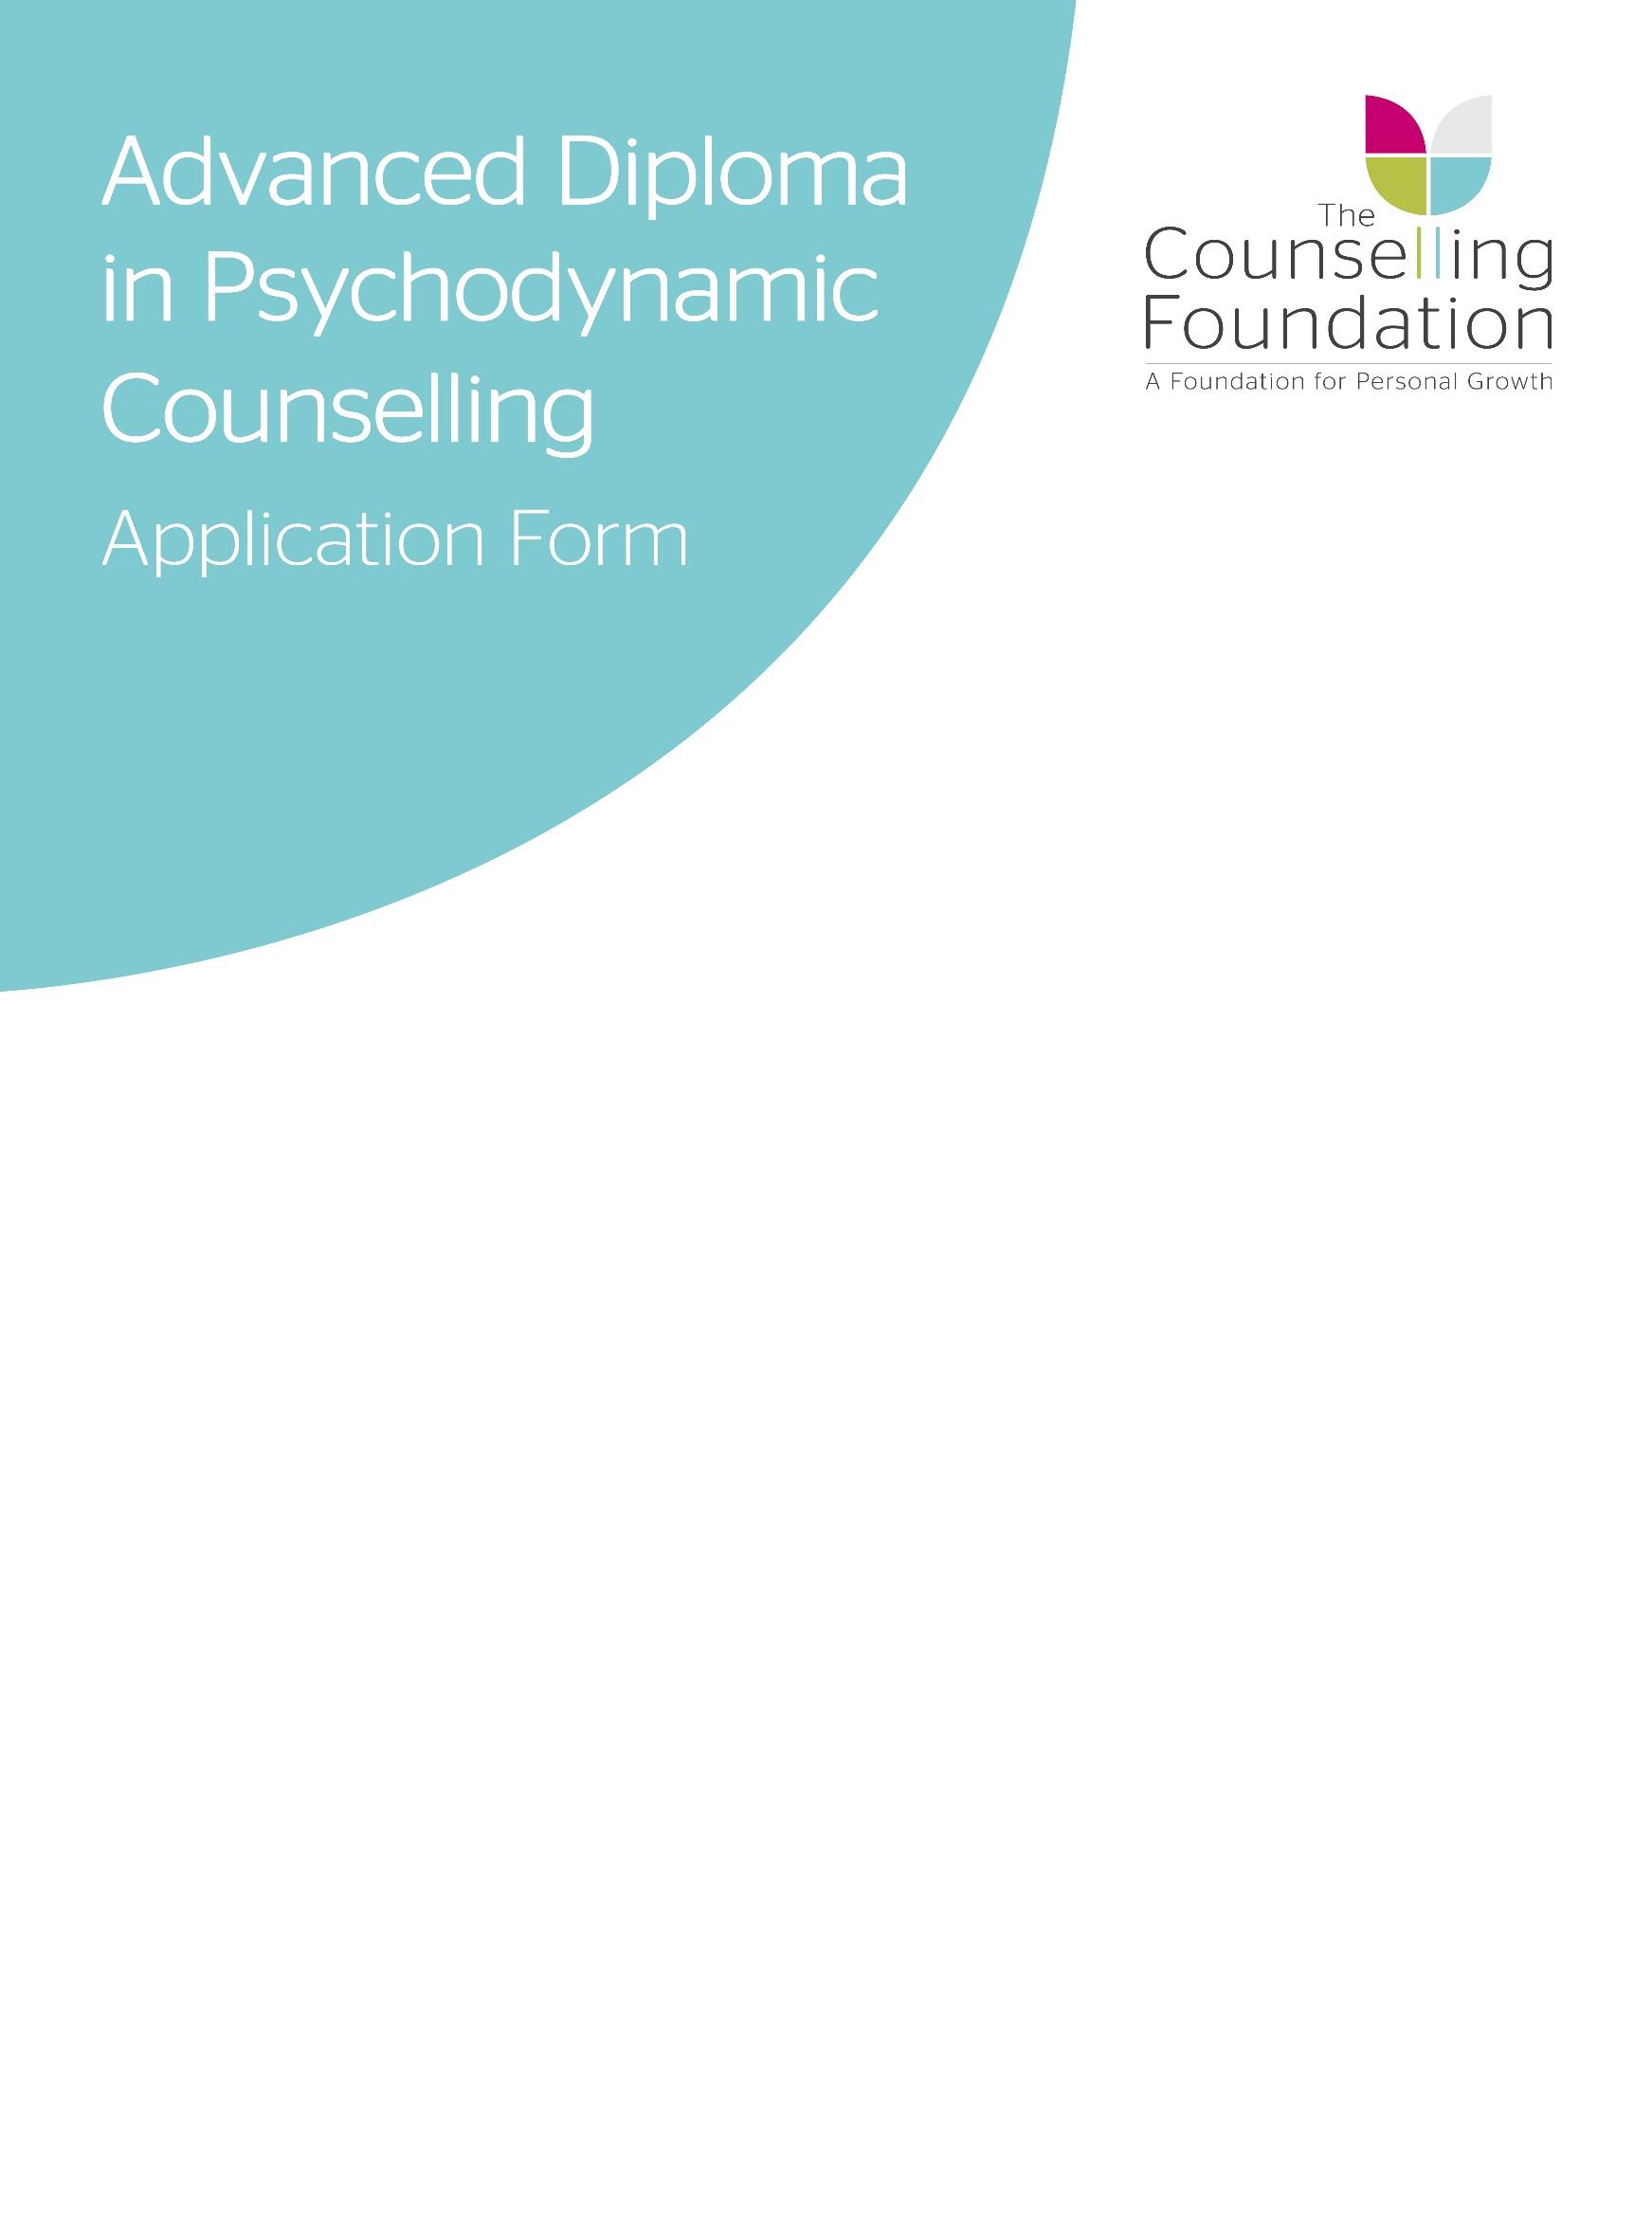 Advanced Diploma
in Psychodynamic
Counselling
Application Form
The
Counselling
Foundation
A Foundation for Personal Growth